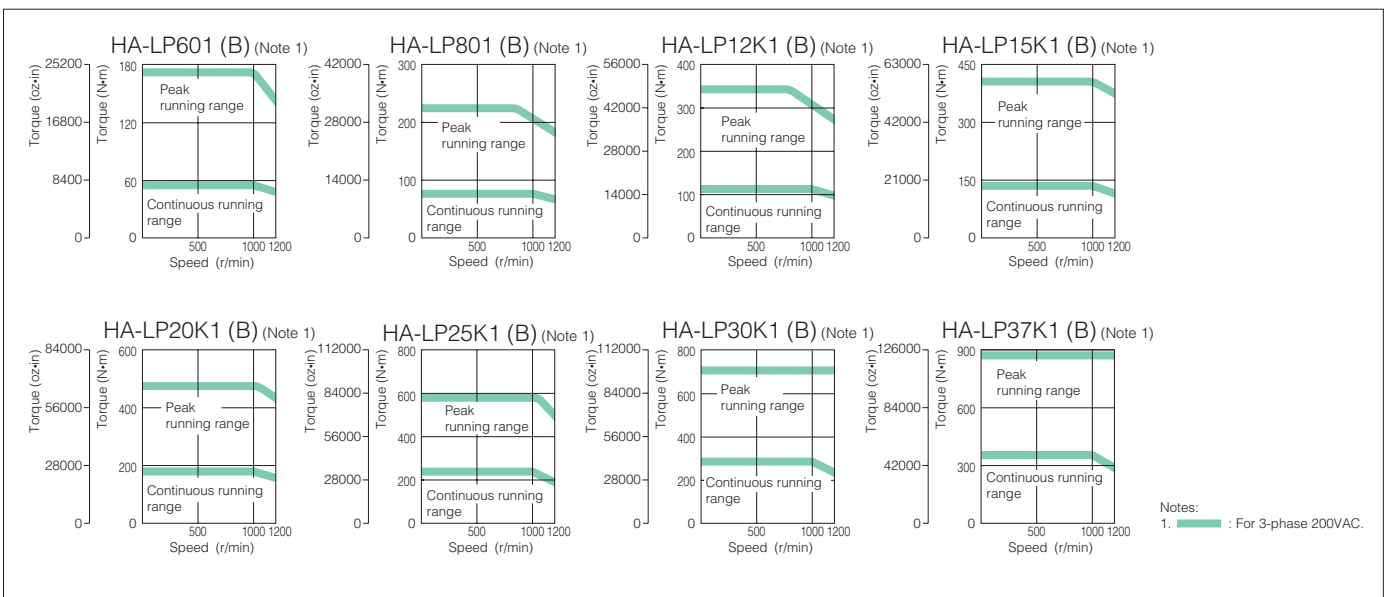 HA-LP601 (B) (Note 1)
25200
16800
8400
0
Torque (oz•in)
180
120
60
0
Torque (N•m)
Peak
running range
Continuous running
range
500
1000
1200
Speed (r/min)
HA-LP801 (B) (Note 1)
42000
28000
14000
0
Torque (oz•in)
300
200
100
0
Torque (N•m)
Peak
running range
Continuous running
range
500
1000
1200
Speed (r/min)
HA-LP12K1 (B) (Note 1)
56000
42000
28000
14000
0
Torque (oz•in)
400
300
200
100
0
Torque (N•m)
Peak
running range
Continuous running
range
500
1000
1200
Speed (r/min)
HA-LP15K1 (B) (Note 1)
63000
42000
21000
0
Torque (oz•in)
450
300
150
0
Torque (N•m)
Peak
running range
Continuous running
range
500
1000
1200
Speed (r/min)
HA-LP20K1 (B) (Note 1)
84000
56000
28000
0
Torque (oz•in)
600
400
200
0
Torque (N•m)
Peak
running range
Continuous running
range
500
1000
1200
Speed (r/min)
HA-LP25K1 (B) (Note 1)
112000
84000
56000
28000
0
Torque (oz•in)
800
600
400
200
0
Torque (N•m)
Peak
running range
Continuous running
range
500
1000
1200
Speed (r/min)
HA-LP30K1 (B) (Note 1)
112000
84000
56000
28000
0
Torque (oz•in)
800
600
400
200
0
Torque (N•m)
Peak
running range
Continuous running
range
500
1000
1200
Speed (r/min)
HA-LP37K1 (B) (Note 1)
126000
84000
42000
0
Torque (oz•in)
900
600
300
0
Torque (N•m)
Peak
running range
Continuous running
range
500
1000
1200
Speed (r/min)
Notes:
1. : For 3-phase 200VAC.